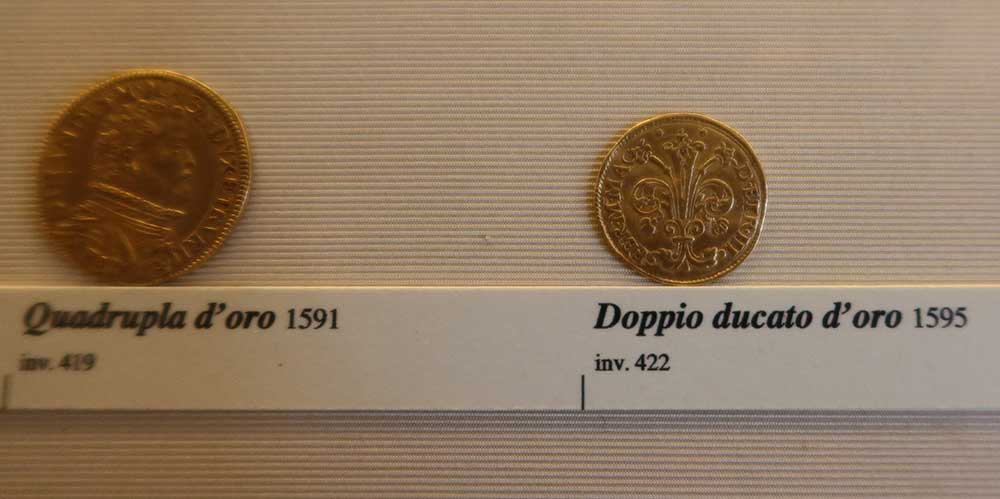 Quadrupla d'oro 1591
inv. 419
Doppio ducato d'oro 1595
inv. 422